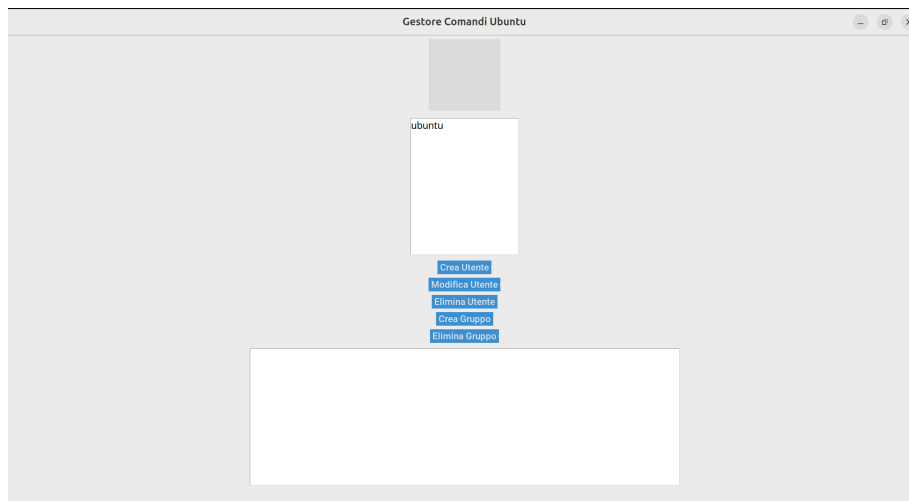 Gestore Comandi Ubuntu
ubuntu
Crea Utente
Modifica Utente
Elimina Utente
Crea Gruppo
Elimina Gruppo